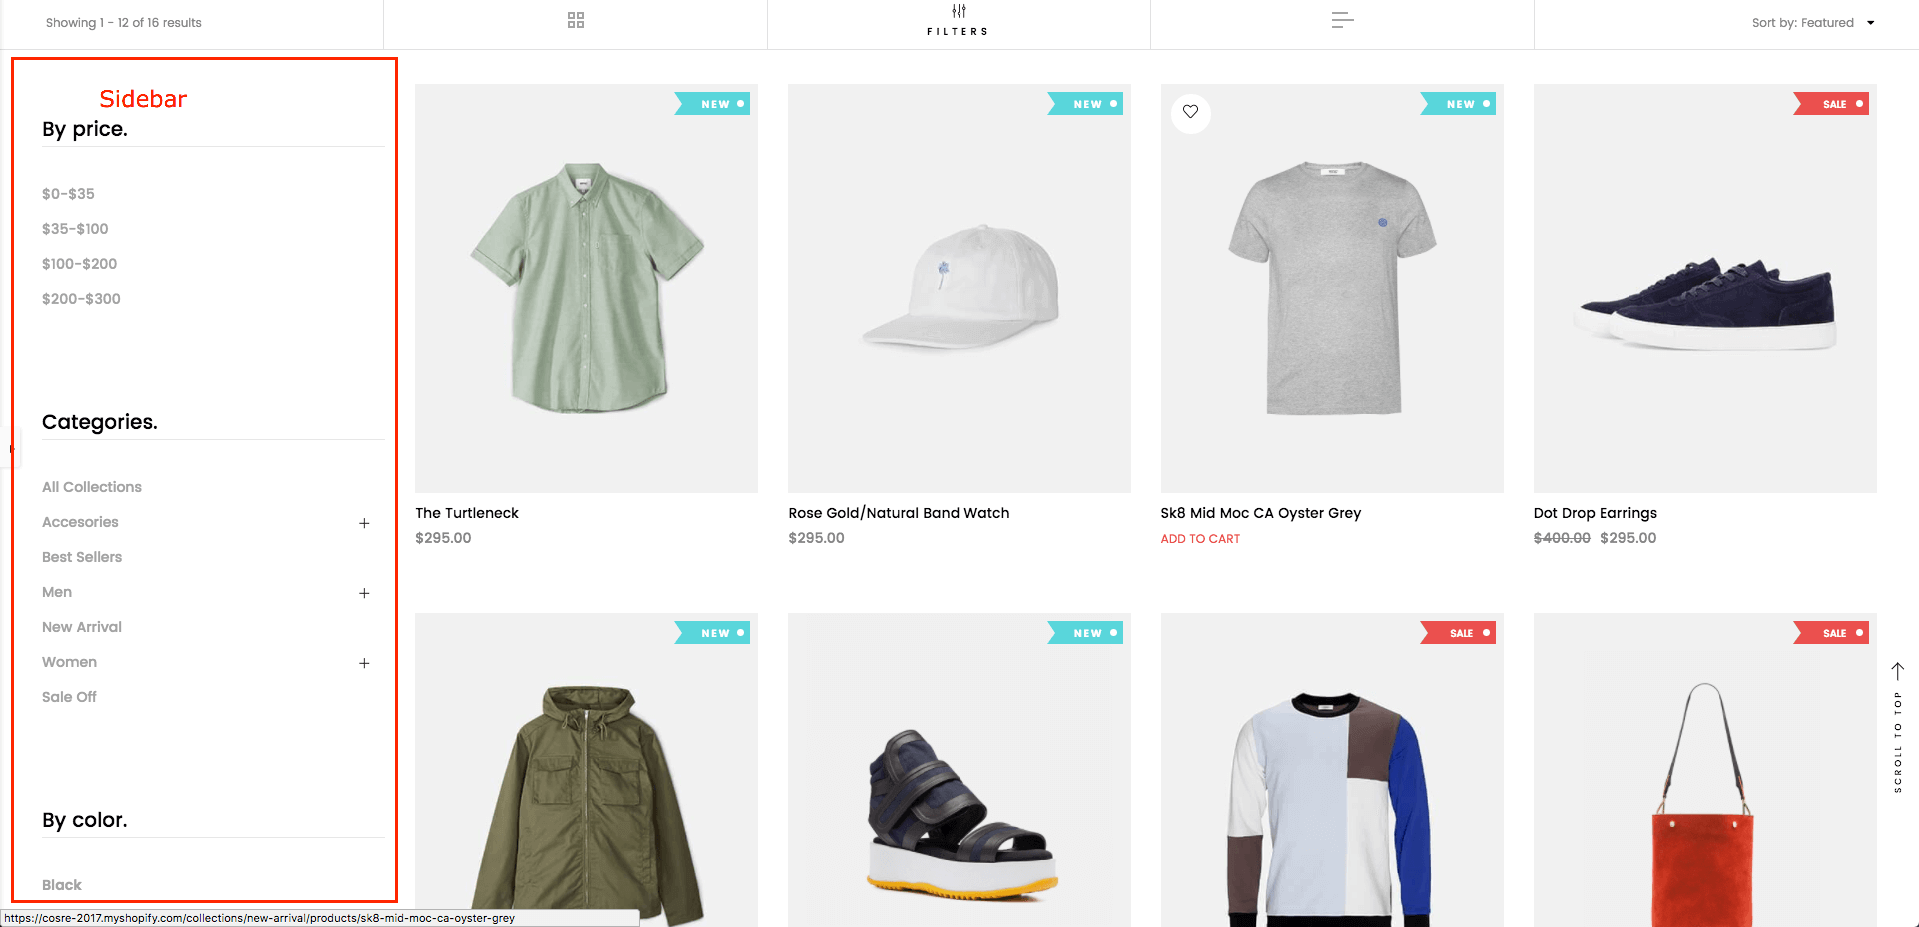 Showing 1 - 12 of 16 results
FILTERS
Sort by: Featured
Sidebar
By price.
$0-$35
$35-$100
$100-$200
$200-$300
Categories.
All Collections
Accesories
Best Sellers
Men
New Arrival
Women
Sale Off
By color.
Black
NEW
The Turtleneck
$295.00
NEW
Rose Gold/Natural Band Watch
$295.00
NEW
Sk8 Mid Moc CA Oyster Grey
ADD TO CART
SALE
Dot Drop Earrings
$400.00 $295.00
NEW
NEW
SALE
SALE
SCROLL TO TOP
https://cosre-2017.myshopify.com/collections/new-arrival/products/sk8-mid-moc-ca-oyster-grey